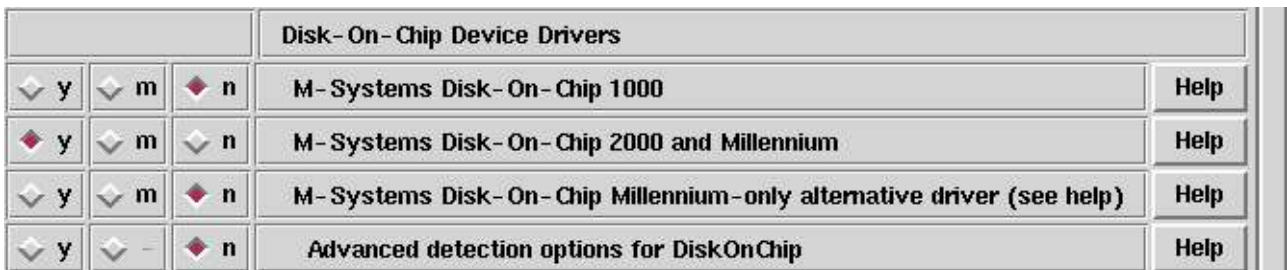 Disk-On-Chip Device Drivers
y m n M-Systems Disk-On-Chip 1000 Help
y m n M-Systems Disk-On-Chip 2000 and Millennium Help
y m n M-Systems Disk-On-Chip Millennium-only alternative driver (see help) Help
y - n Advanced detection options for DiskOnChip Help